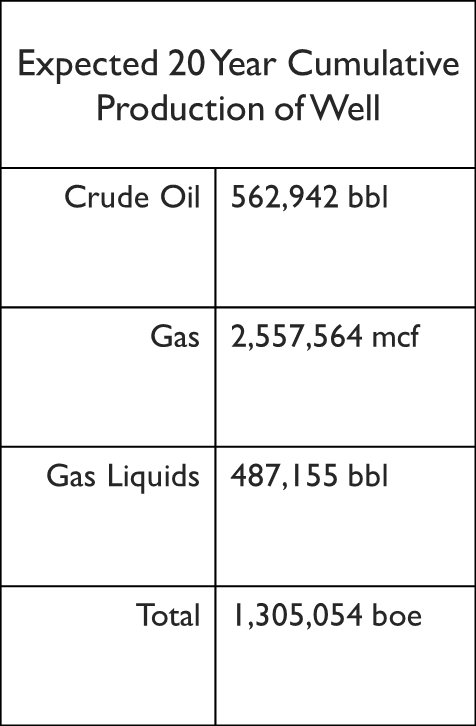 Expected 20 Year Cumulative
Production of Well
Crude Oil 562,942 bbl
Gas 2,557,564 mcf
Gas Liquids 487,155 bbl
Total 1,305,054 boe